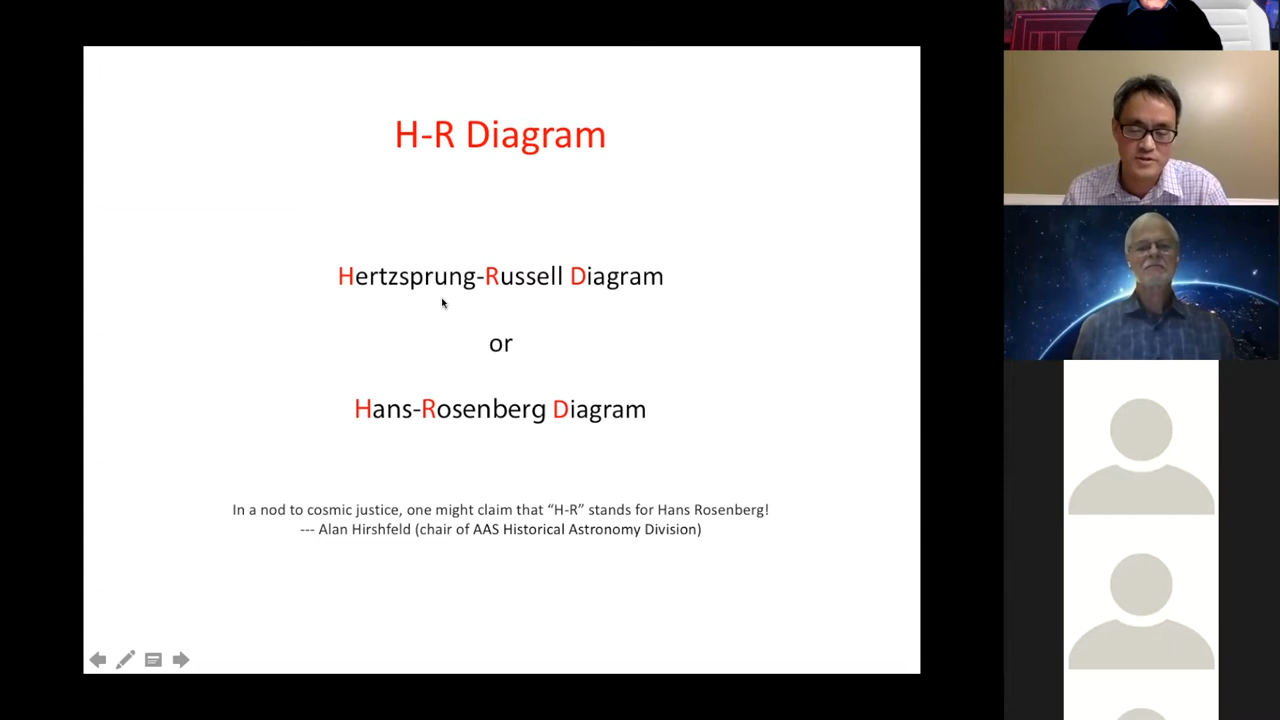 H-R Diagram
Hertzsprung-Russell Diagram
or
Hans-Rosenberg Diagram
In a nod to cosmic justice, one might claim that “H-R” stands for Hans Rosenberg!
--- Alan Hirshfeld (chair of AAS Historical Astronomy Division)